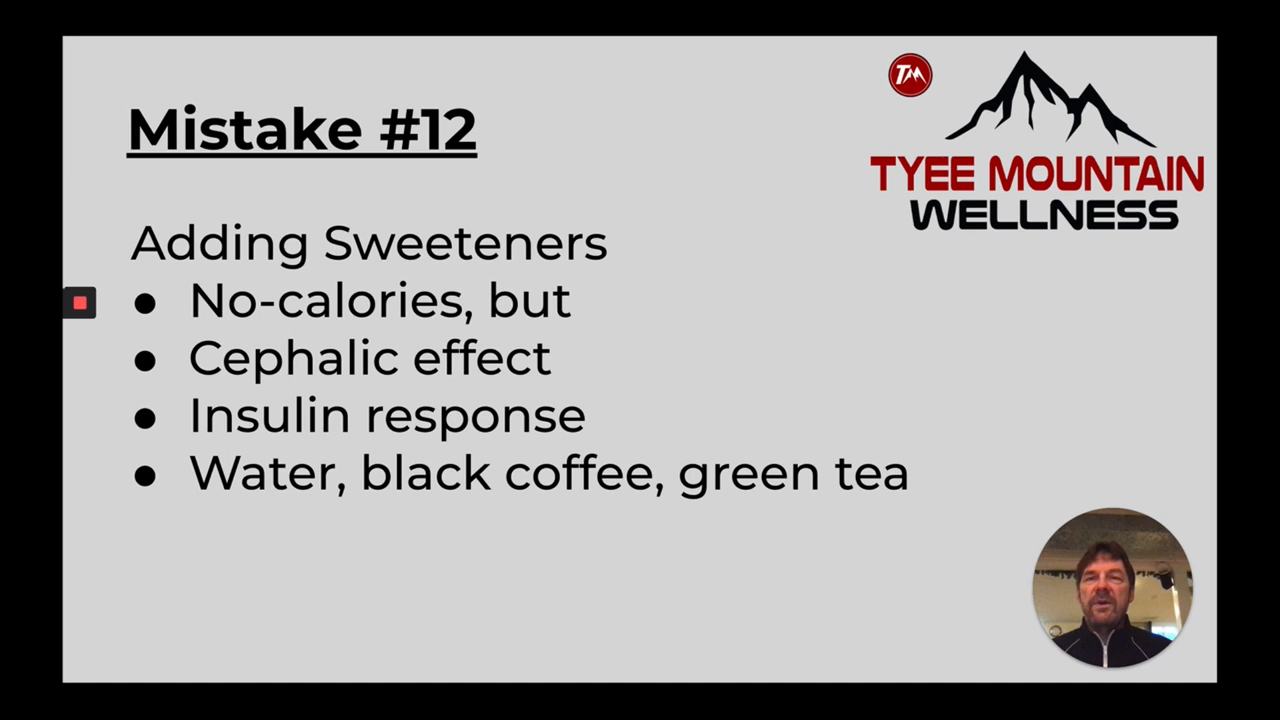 Mistake #12
TM
TYEE MOUNTAIN
WELLNESS
Adding Sweeteners
● No-calories, but
● Cephalic effect
● Insulin response
● Water, black coffee, green tea